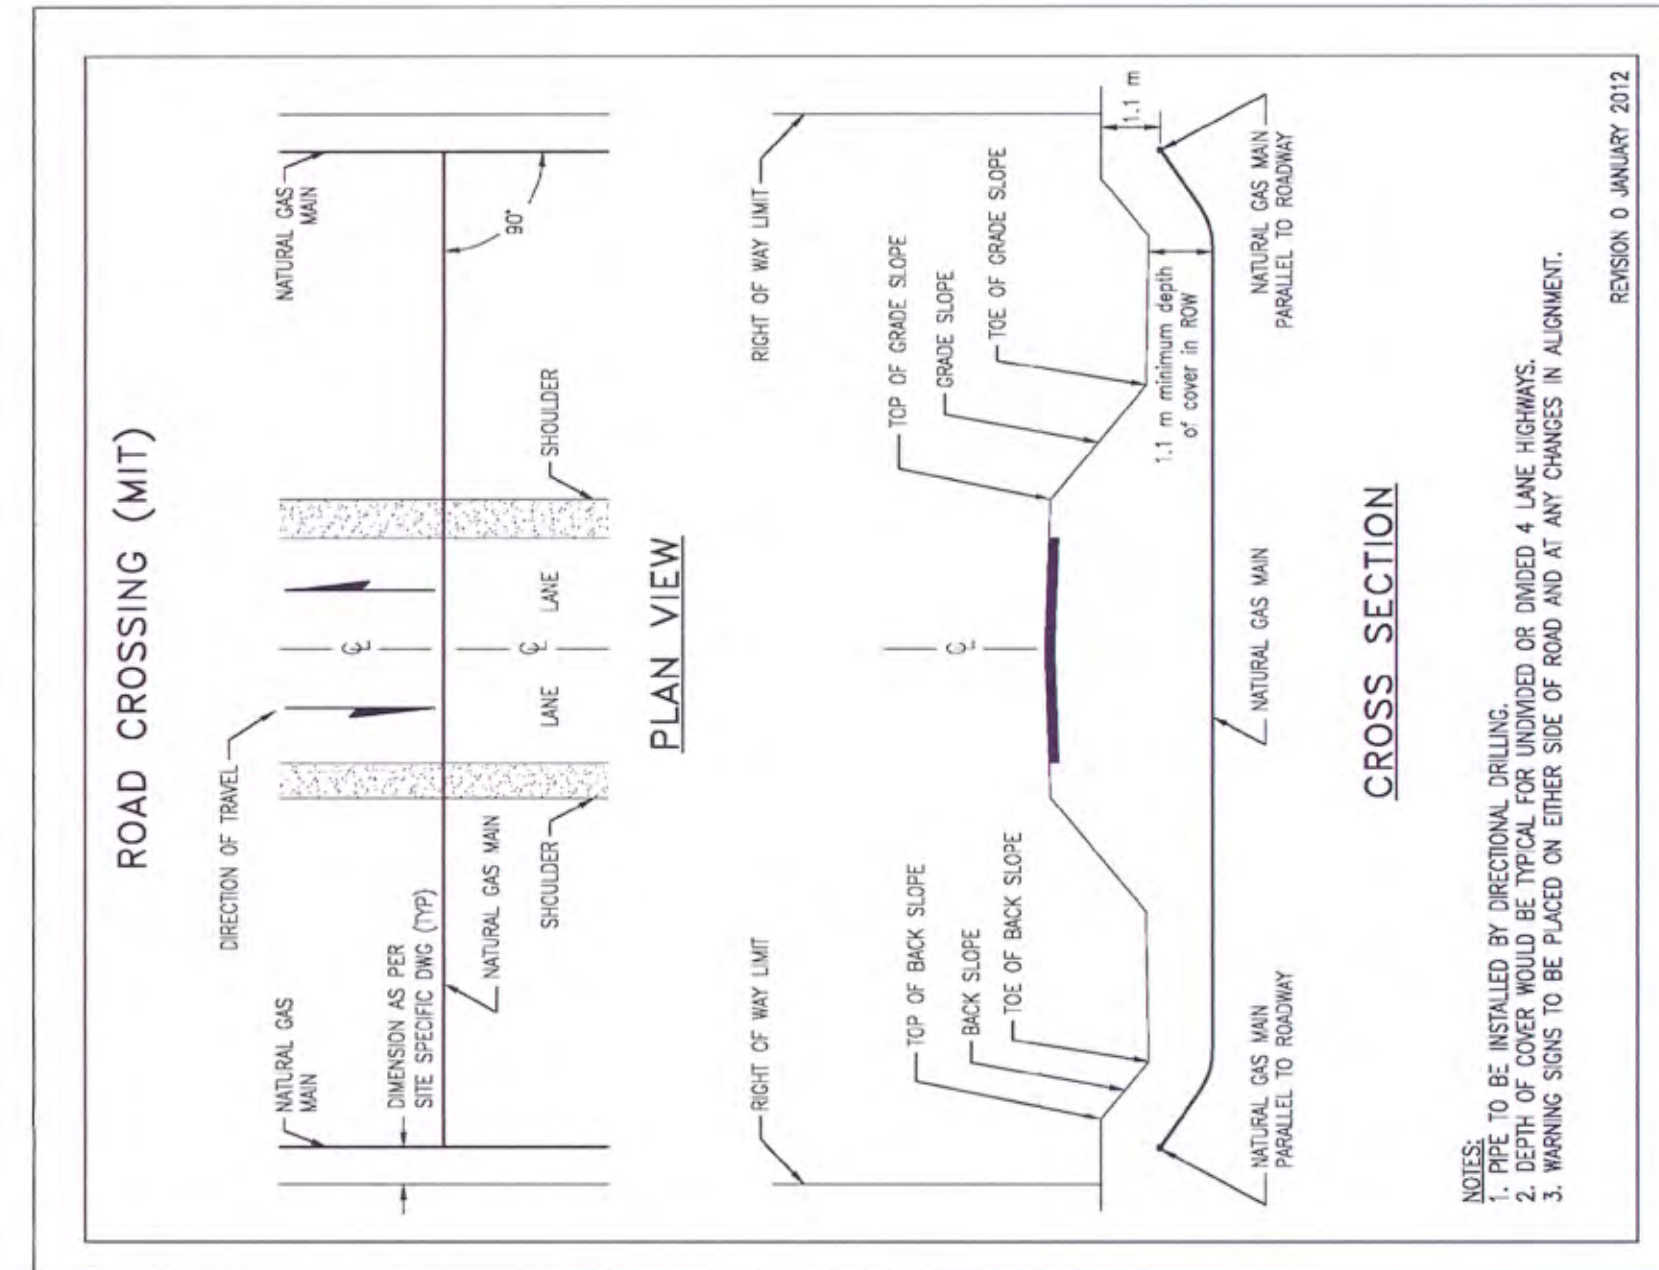 ROAD CROSSING (MIT)
DIRECTION OF TRAVEL
NATURAL GAS
MAIN
NATURAL GAS
MAIN
DIMENSION AS PER
SITE SPECIFIC DWG (TYP)
90°
NATURAL GAS MAIN
SHOULDER
LANE
℄
℄
LANE
SHOULDER
PLAN VIEW
RIGHT OF WAY LIMIT
RIGHT OF WAY LIMIT
TOP OF BACK SLOPE
BACK SLOPE
TOE OF BACK SLOPE
℄
TOP OF GRADE SLOPE
GRADE SLOPE
TOE OF GRADE SLOPE
1.1 m
1.1 m minimum depth
of cover in ROW
NATURAL GAS MAIN
PARALLEL TO ROADWAY
NATURAL GAS MAIN
NATURAL GAS MAIN
PARALLEL TO ROADWAY
CROSS SECTION
NOTES:
1. PIPE TO BE INSTALLED BY DIRECTIONAL DRILLING.
2. DEPTH OF COVER WOULD BE TYPICAL FOR UNDIVIDED OR DIVIDED 4 LANE HIGHWAYS.
3. WARNING SIGNS TO BE PLACED ON EITHER SIDE OF ROAD AND AT ANY CHANGES IN ALIGNMENT.
REVISION 0 JANUARY 2012